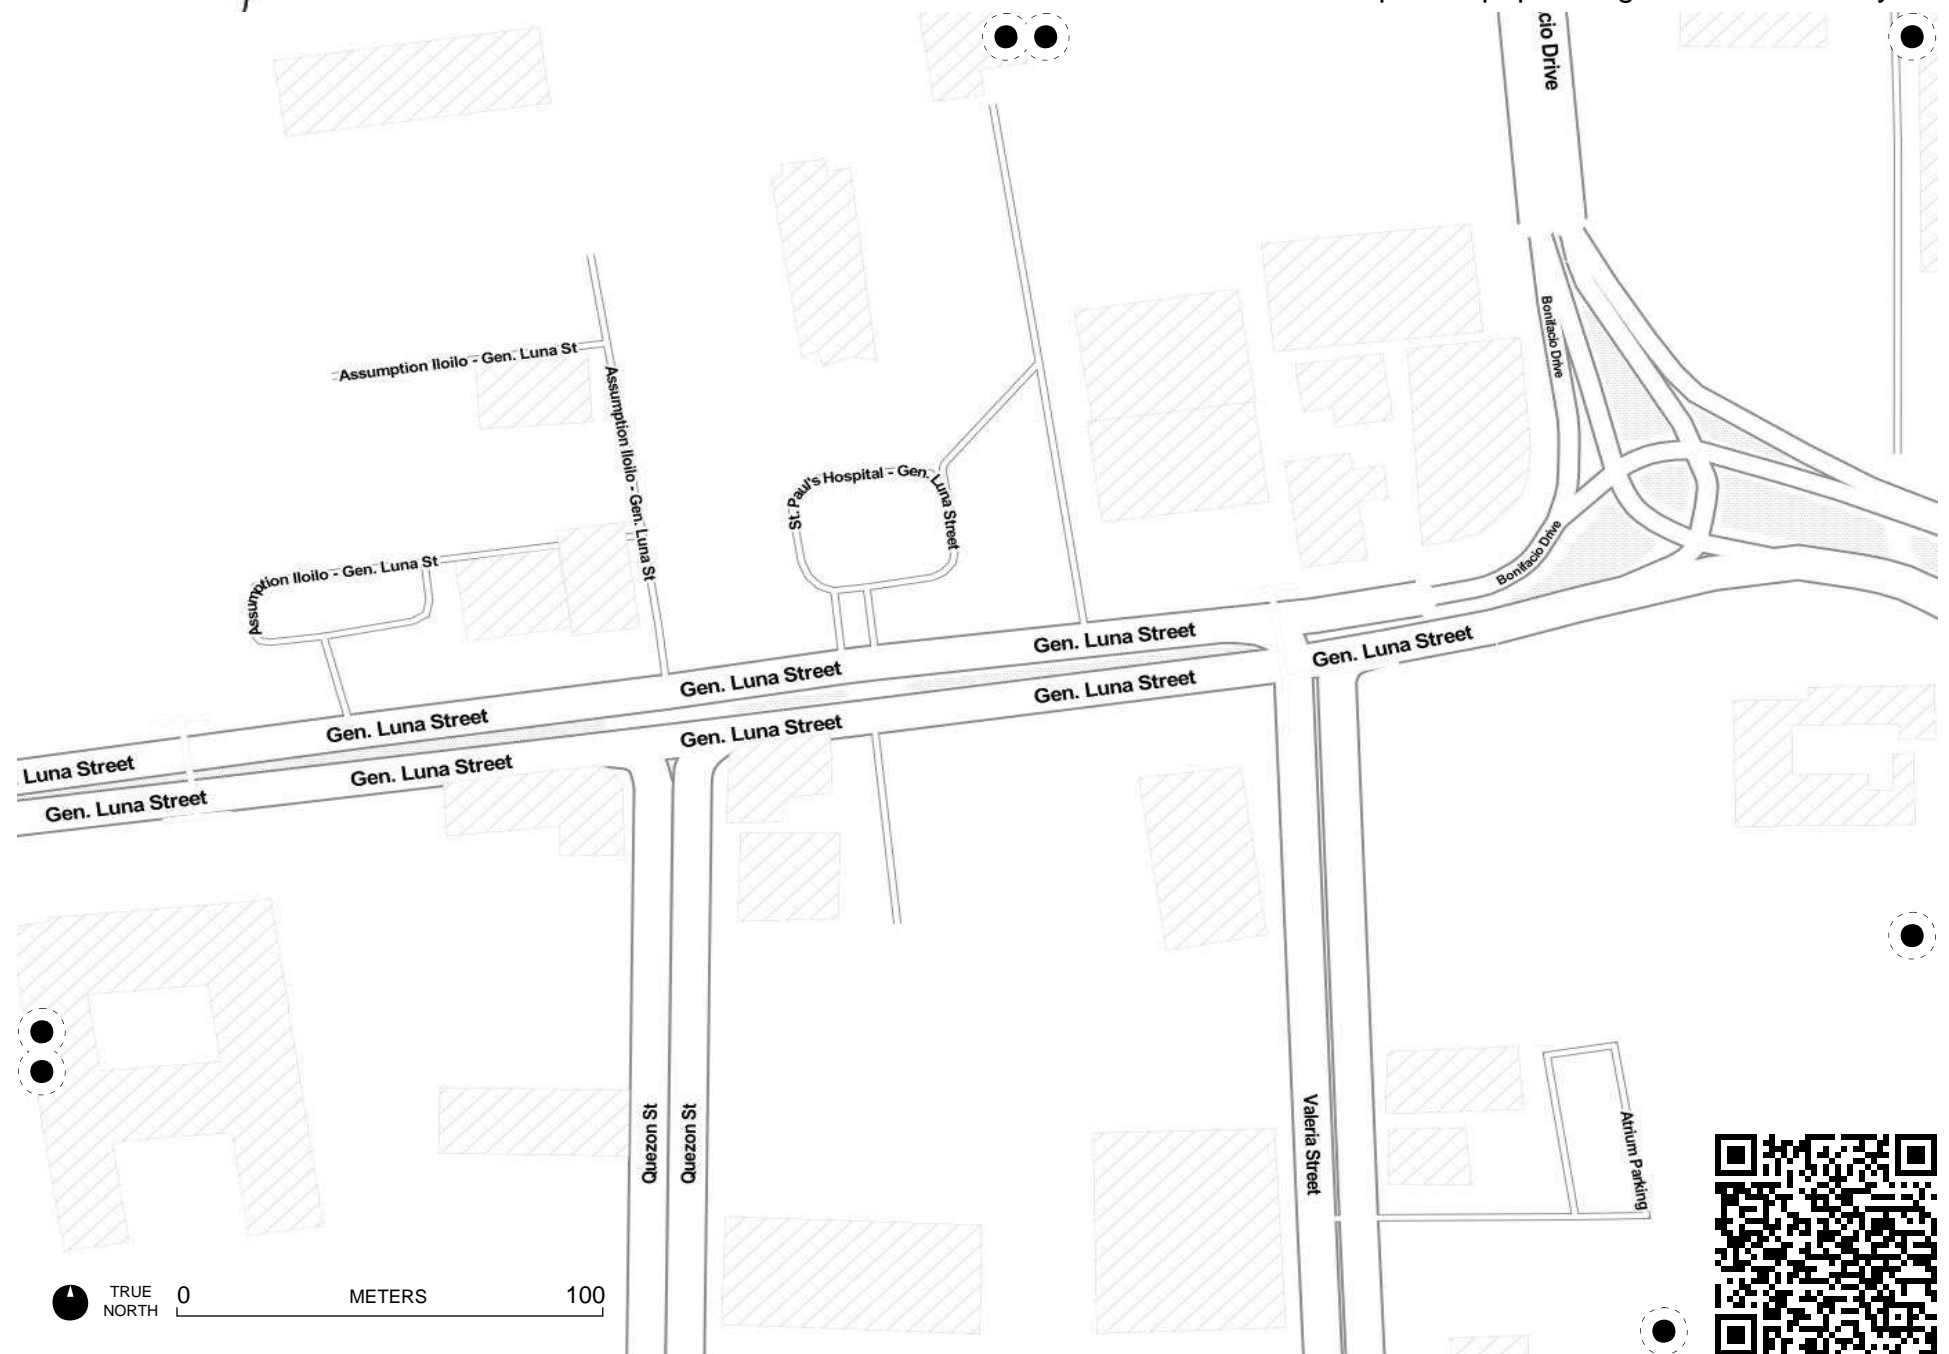 cio Drive
Bonifacio Drive
Assumption Iloilo - Gen. Luna St
Assumption Iloilo - Gen. Luna St
St. Paul's Hospital - Gen. Luna Street
Assumption Iloilo - Gen. Luna St
Bonifacio Drive
Gen. Luna Street
Gen. Luna Street
Gen. Luna Street
Gen. Luna Street
Gen. Luna Street
Gen. Luna Street
Luna Street
Gen. Luna Street
Gen. Luna Street
Quezon St
Quezon St
Valeria Street
Atrium Parking
TRUE
NORTH
0 METERS 100